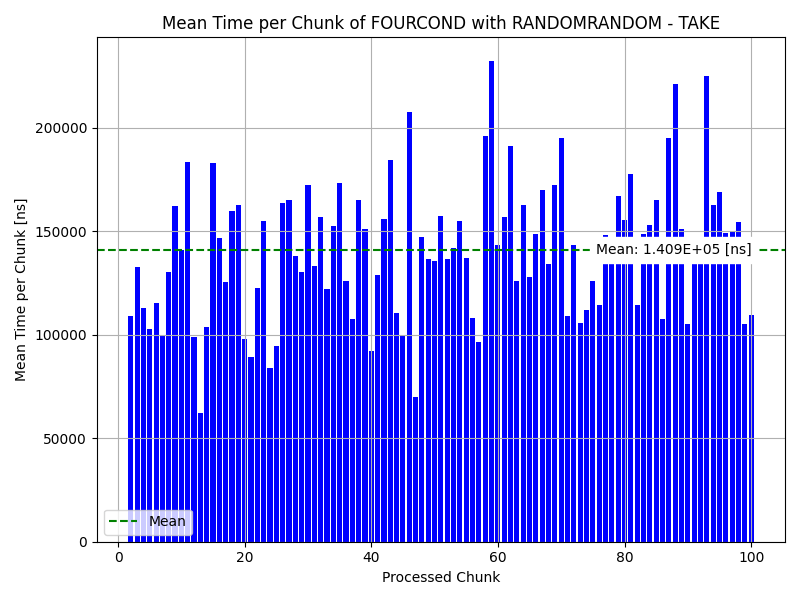 Mean Time per Chunk of FOURCOND with RANDOMRANDOM - TAKE
Mean Time per Chunk [ns]
200000
150000
100000
50000
0
Mean: 1.409E+05 [ns]
Mean
0 20 40 60 80 100
Processed Chunk